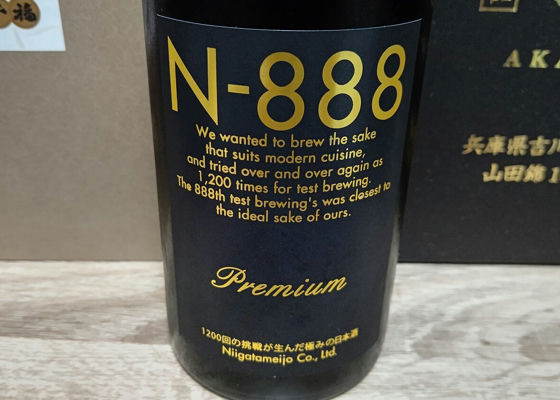 N-888
We wanted to brew the sake
that suits modern cuisine,
and tried over and over again as
1,200 times for test brewing.
The 888th test brewing's was closest to
the ideal sake of ours.
Premium
1200回の挑戦が生んだ極みの日本酒
Niigatameijo Co., Ltd.
福
AKA
兵庫県吉川
山田錦1